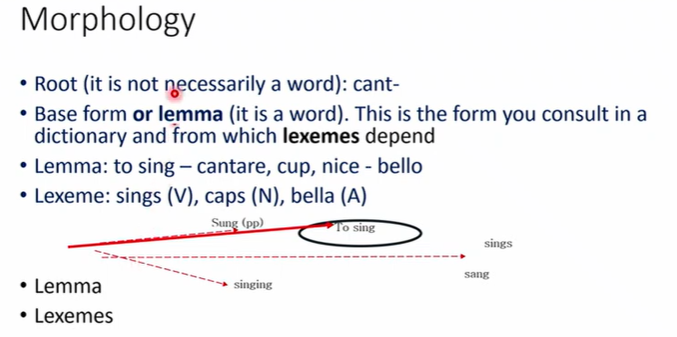 Morphology
• Root (it is not necessarily a word): cant-
• Base form or lemma (it is a word). This is the form you consult in a
dictionary and from which lexemes depend
• Lemma: to sing – cantare, cup, nice - bello
• Lexeme: sings (V), caps (N), bella (A)
Sung (pp)
To sing
sings
sang
singing
• Lemma
• Lexemes